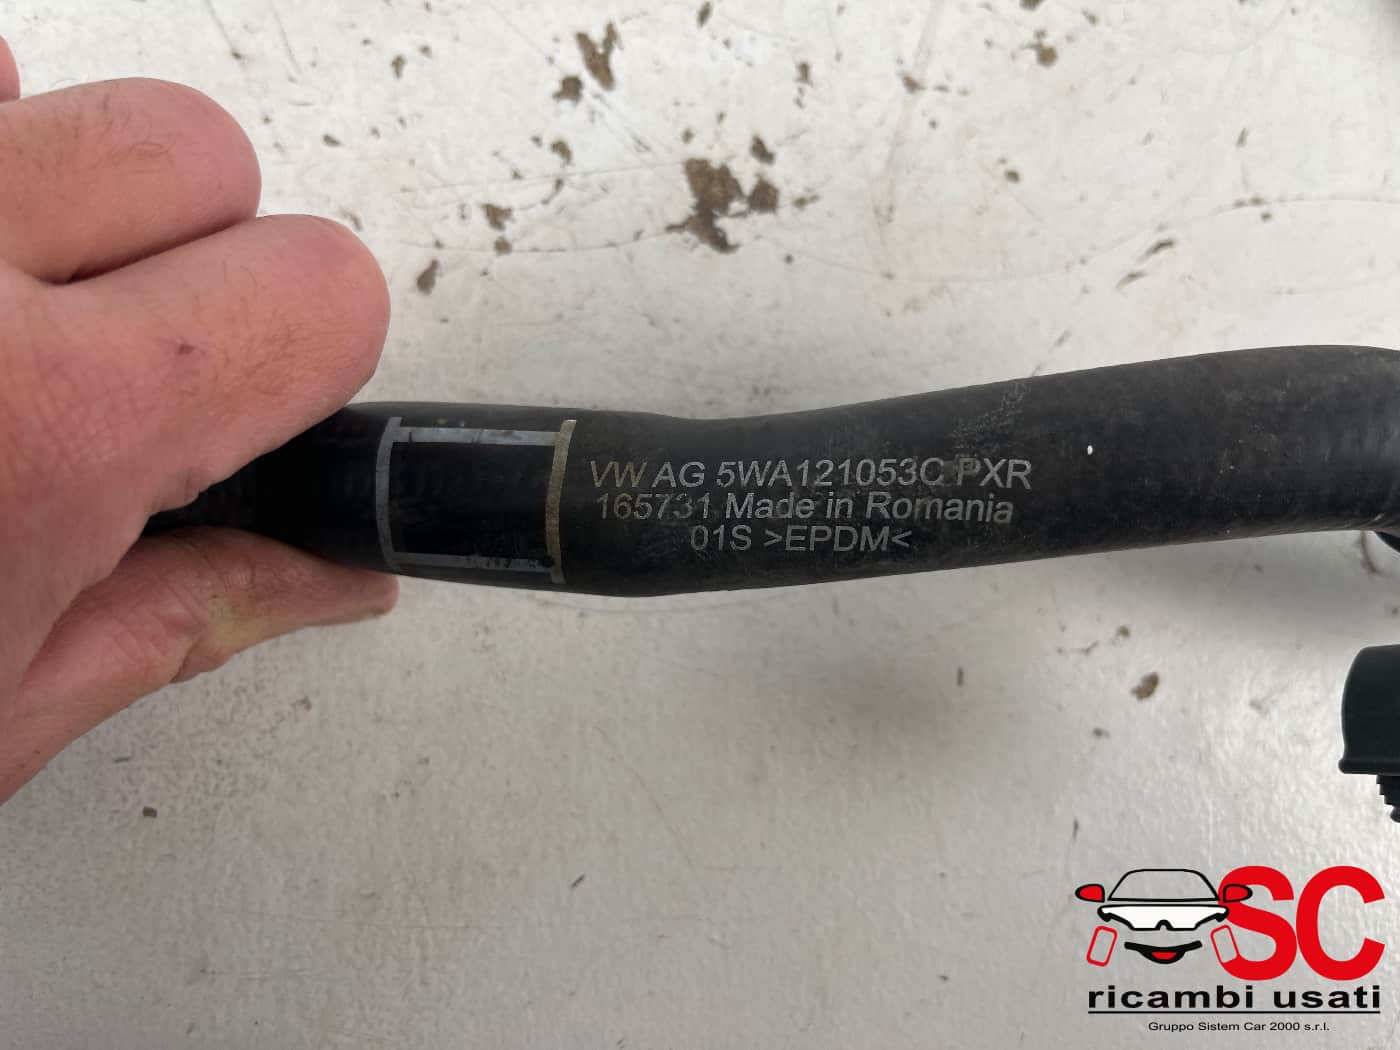 VW AG 5WA121053C PXR
165731 Made in Romania
01S >EPDM<
SC
ricambi usati
Gruppo Sistem Car 2000 s.r.l.